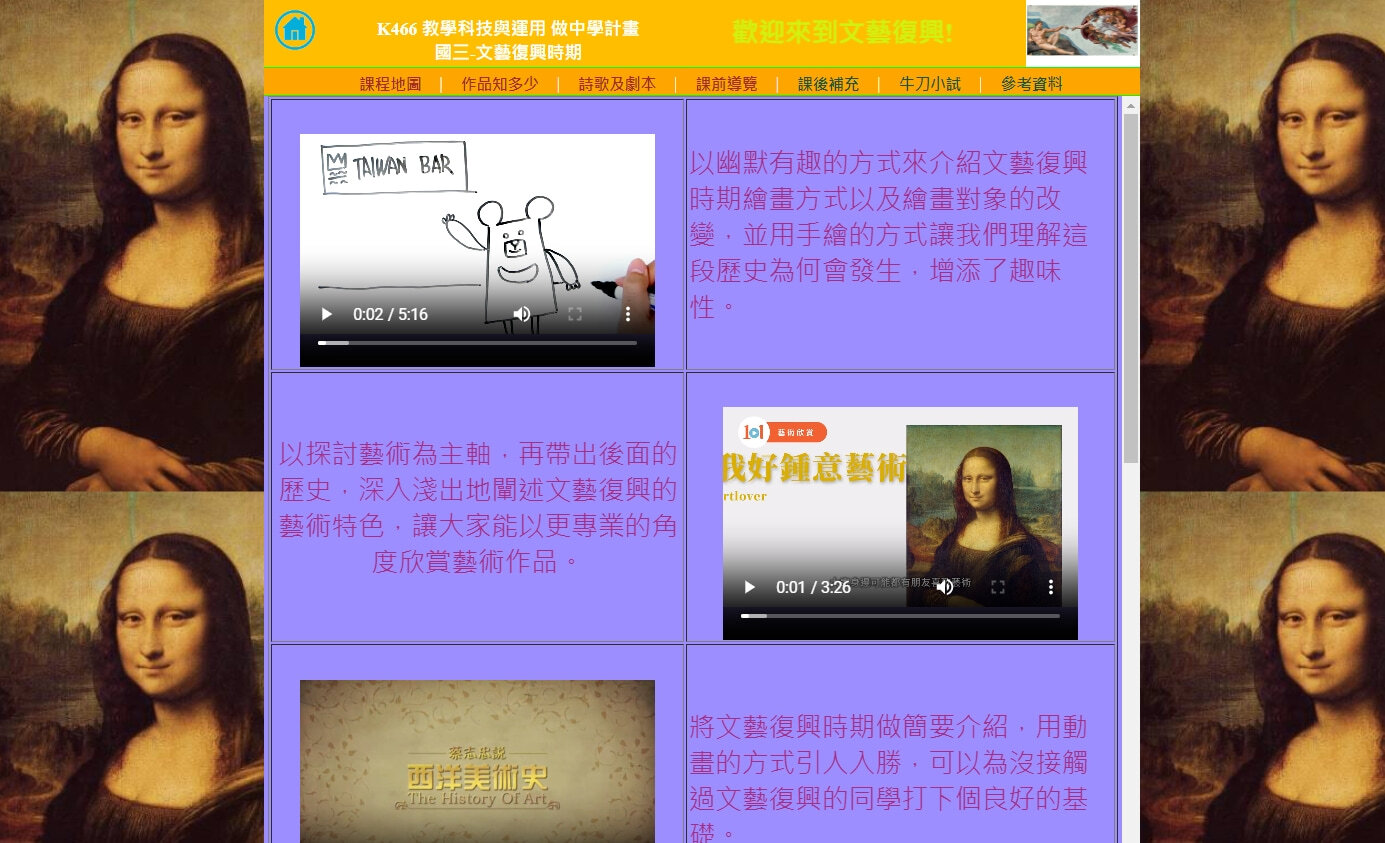 K466 教學科技與運用 做中學計畫
國三-文藝復興時期
歡迎來到文藝復興!
課程地圖 | 作品知多少 | 詩歌及劇本 | 課前導覽 | 課後補充 | 牛刀小試 | 參考資料
TAIWAN BAR
0:02 / 5:16
以幽默有趣的方式來介紹文藝復興
時期繪畫方式以及繪畫對象的改
變，並用手繪的方式讓我們理解這
段歷史為何會發生，增添了趣味
性。
以探討藝術為主軸，再帶出後面的
歷史，深入淺出地闡述文藝復興的
藝術特色，讓大家能以更專業的角
度欣賞藝術作品。
101 藝術欣賞
我好鍾意藝術
rtlover
身邊可能都有朋友喜歡藝術
0:01 / 3:26
蔡志忠說
西洋美術史
The History Of Art
將文藝復興時期做簡要介紹，用動
畫的方式引人入勝，可以為沒接觸
過文藝復興的同學打下個良好的基
礎。